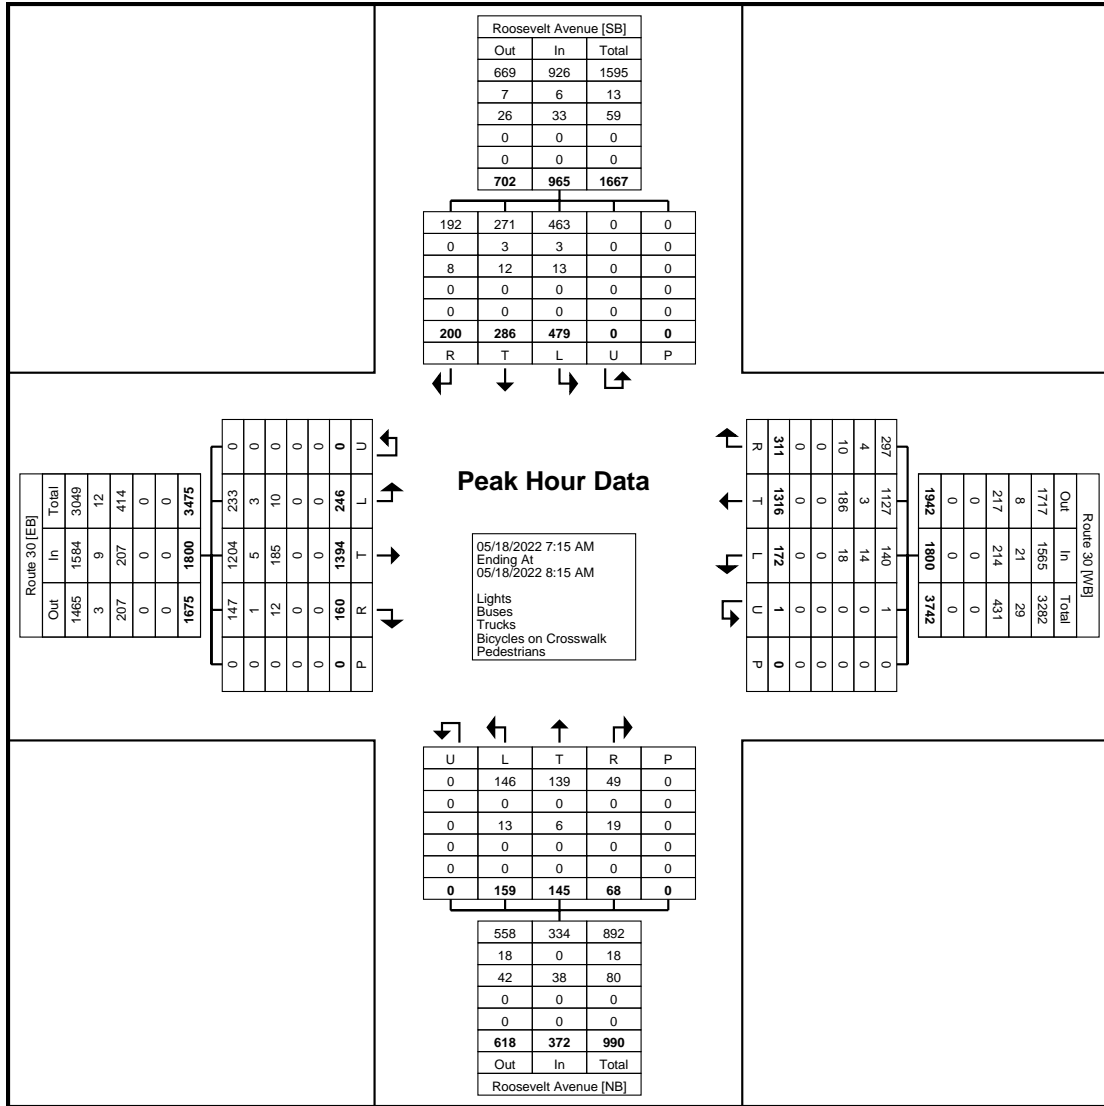 Roosevelt Avenue [SB]
Out In Total
669 926 1595
7 6 13
26 33 59
0 0 0
0 0 0
702 965 1667
192 271 463 0 0
0 3 3 0 0
8 12 13 0 0
0 0 0 0 0
0 0 0 0 0
200 286 479 0 0
R T L U P
Route 30 [EB]
Total 3049 12 414 0 0 3475
In 1584 9 207 0 0 1800
Out 1465 3 207 0 0 1675
0 0 0 0 0 0 U
233 3 10 0 0 246 L
1204 5 185 0 0 1394 T
147 1 12 0 0 160 R
0 0 0 0 0 0 P
Peak Hour Data
05/18/2022 7:15 AM
Ending At
05/18/2022 8:15 AM
Lights
Buses
Trucks
Bicycles on Crosswalk
Pedestrians
R 311 0 0 10 4 297
T 1316 0 0 186 3 1127
L 172 0 0 18 14 140
U 1 0 0 0 0 1
P 0 0 0 0 0 0
Route 30 [WB]
Out In Total
1717 1565 3282
8 21 29
217 214 431
0 0 0
0 0 0
1942 1800 3742
U L T R P
0 146 139 49 0
0 0 0 0 0
0 13 6 19 0
0 0 0 0 0
0 0 0 0 0
0 159 145 68 0
558 334 892
18 0 18
42 38 80
0 0 0
0 0 0
618 372 990
Out In Total
Roosevelt Avenue [NB]